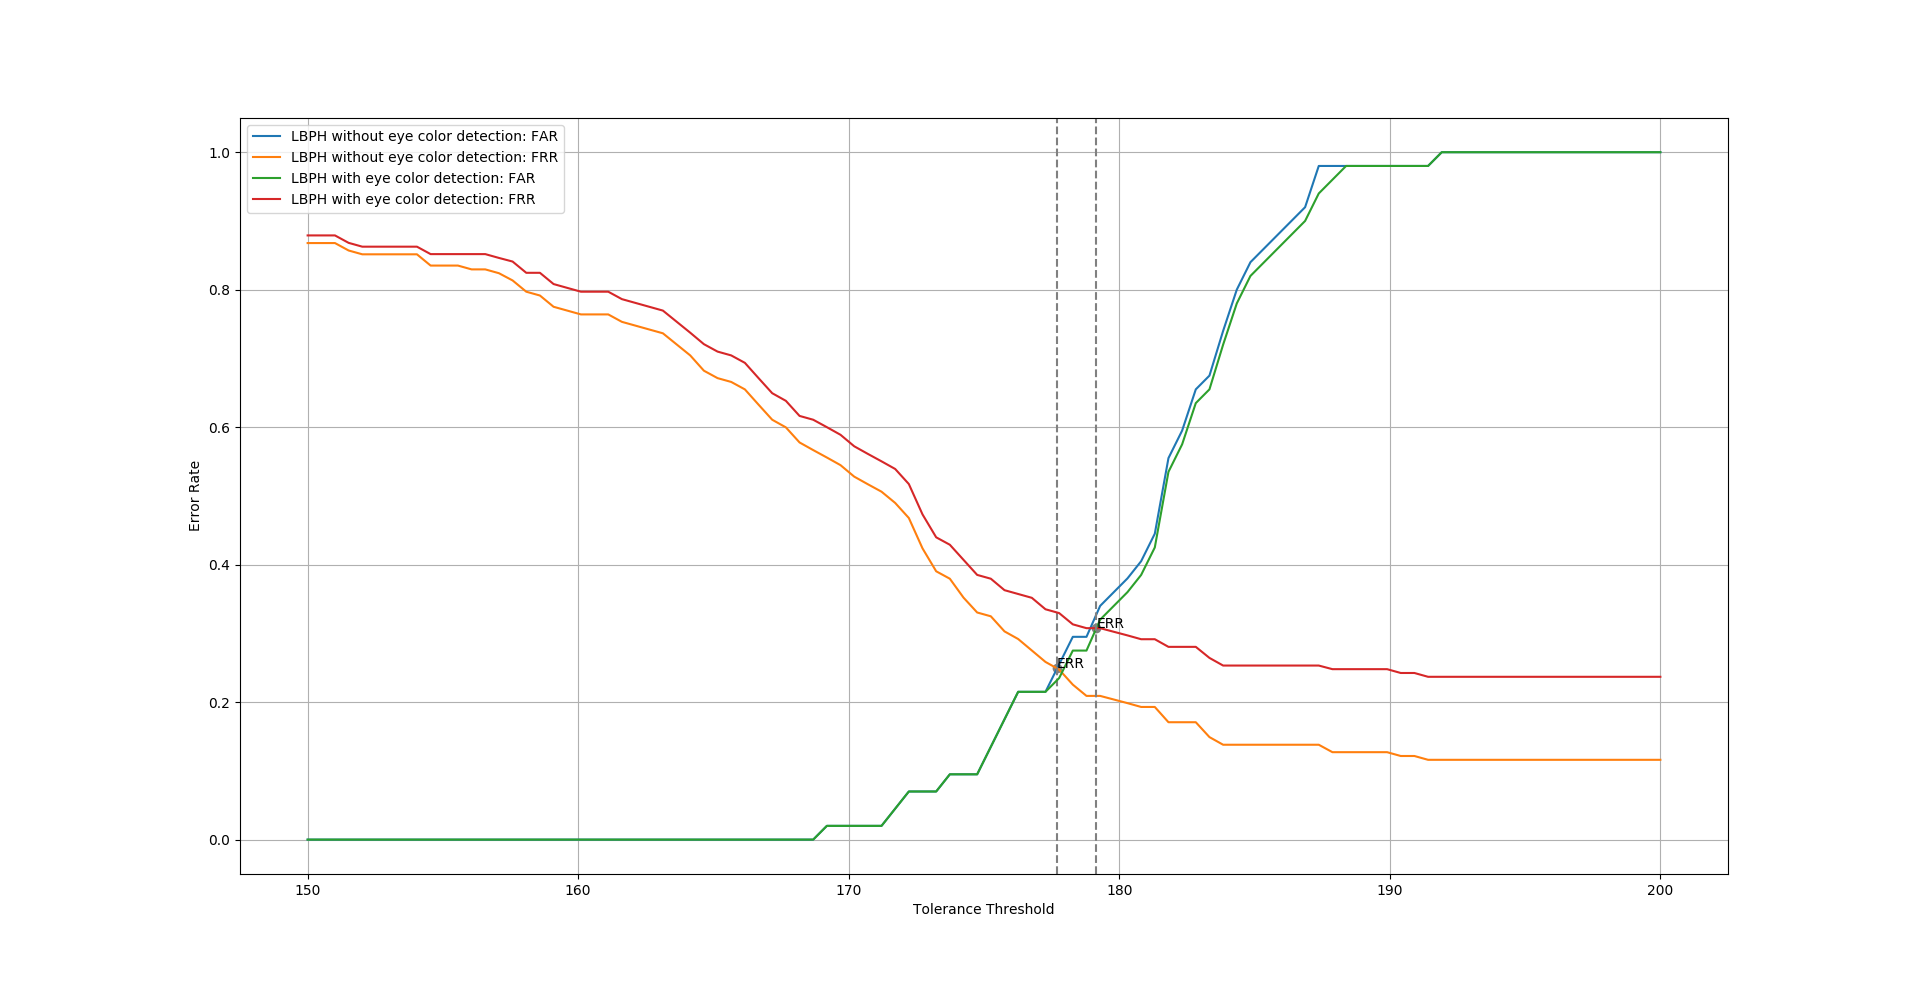 LBPH without eye color detection: FAR
LBPH without eye color detection: FRR
LBPH with eye color detection: FAR
LBPH with eye color detection: FRR
1.0
0.8
0.6
0.4
0.2
0.0
Error Rate
ERR
ERR
150 160 170 180 190 200
Tolerance Threshold